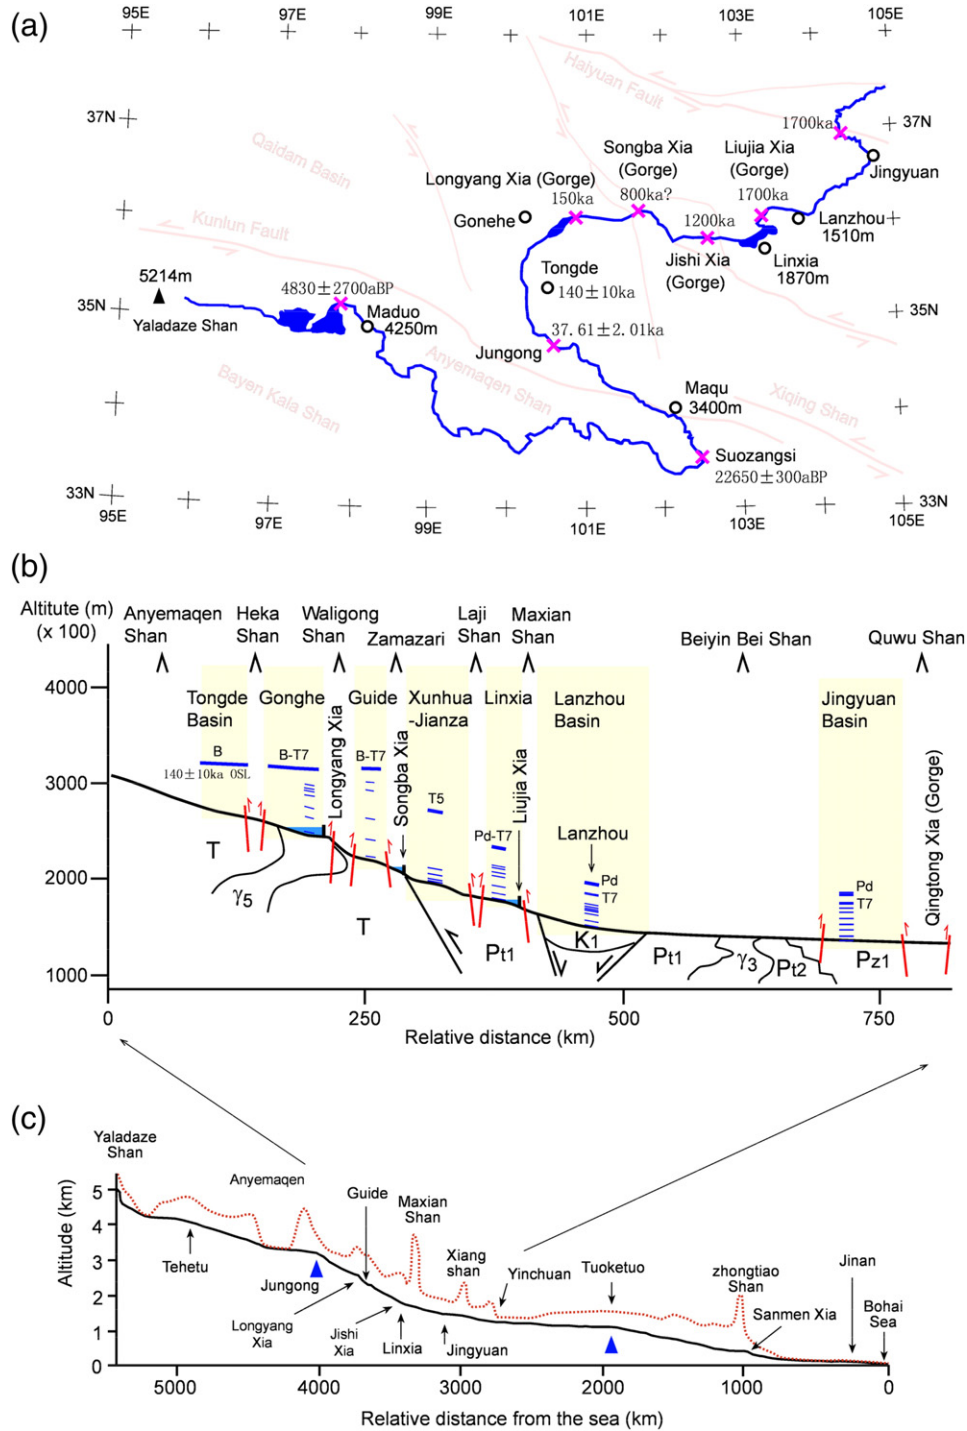 (a)
95E 97E 99E 101E 103E 105E
Haiyuan Fault
37N
1700ka
37N
Qaidam Basin
Songba Xia
(Gorge)
Liujia Xia
(Gorge)
Jingyuan
Longyang Xia (Gorge)
800ka?
1700ka
150ka
Gonehe
1200ka
Lanzhou
1510m
Kunlun Fault
Jishi Xia
(Gorge)
Linxia
1870m
5214m
Tongde
140±10ka
4830±2700aBP
35N
Maduo
4250m
35N
Yaladaze Shan
37.61±2.01ka
Jungong
Anyemaqen Shan
Bayen Kala Shan
Maqu
3400m
Xiqing Shan
Suozangsi
22650±300aBP
33N
33N
95E 97E 99E 101E 103E 105E
(b)
Altitute (m)
(x 100)
Anyemaqen
Shan
Heka
Shan
Waligong
Shan
Zamazari
Laji
Shan
Maxian
Shan
Beiyin Bei Shan
Quwu Shan
4000
Tongde
Basin
Gonghe
Longyang Xia
Guide
Songba Xia
Xunhua
-Jianza
Linxia
Liujia Xia
Lanzhou
Basin
Jingyuan
Basin
Qingtong Xia (Gorge)
B
B-T7
B-T7
140±10ka OSL
3000
T5
Pd-T7
Lanzhou
Pd
T7
Pd
T7
2000
T
γ5
T
Pt1
K1
Pt1
γ3
Pt2
Pz1
1000
0 250 500 750
Relative distance (km)
(c)
Yaladaze
Shan
Altitude (km)
5
4
3
2
1
0
Anyemaqen
Guide
Maxian
Shan
Xiang
shan
Yinchuan
Tuoketuo
zhongtiao
Shan
Jinan
Sanmen Xia
Bohai
Sea
Tehetu
Jungong
Longyang
Xia
Jishi
Xia
Linxia
Jingyuan
5000 4000 3000 2000 1000 0
Relative distance from the sea (km)